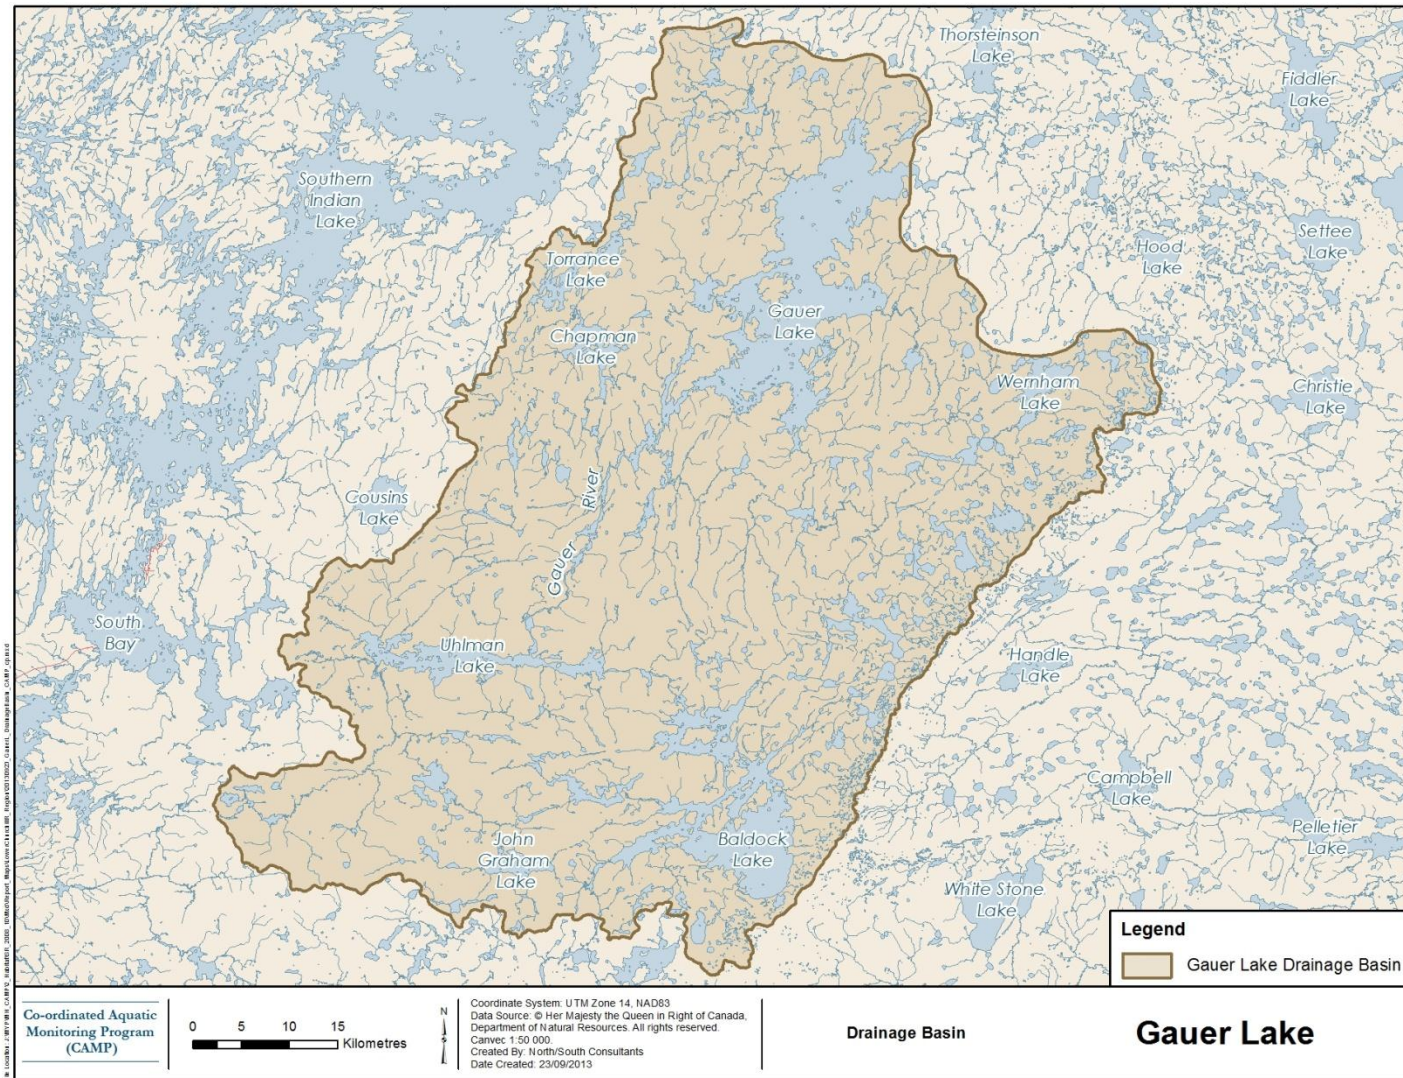 Thorsteinson
Lake
Fiddler
Lake
Southern
Indian
Lake
Settee
Lake
Hood
Lake
Torrance
Lake
Gauer
Lake
Chapman
Lake
Wernham
Lake
Christie
Lake
Cousins
Lake
Gauer River
South
Bay
Uhlman
Lake
Handle
Lake
Campbell
Lake
Pelletier
Lake
John
Graham
Lake
Baldock
Lake
White Stone
Lake
Legend
Gauer Lake Drainage Basin
Co-ordinated Aquatic
Monitoring Program
(CAMP)
0 5 10 15
Kilometres
N
Coordinate System: UTM Zone 14, NAD83
Data Source: © Her Majesty the Queen in Right of Canada,
Department of Natural Resources. All rights reserved.
Canvec 1:50 000.
Created By: North/South Consultants
Date Created: 23/09/2013
Drainage Basin
Gauer Lake